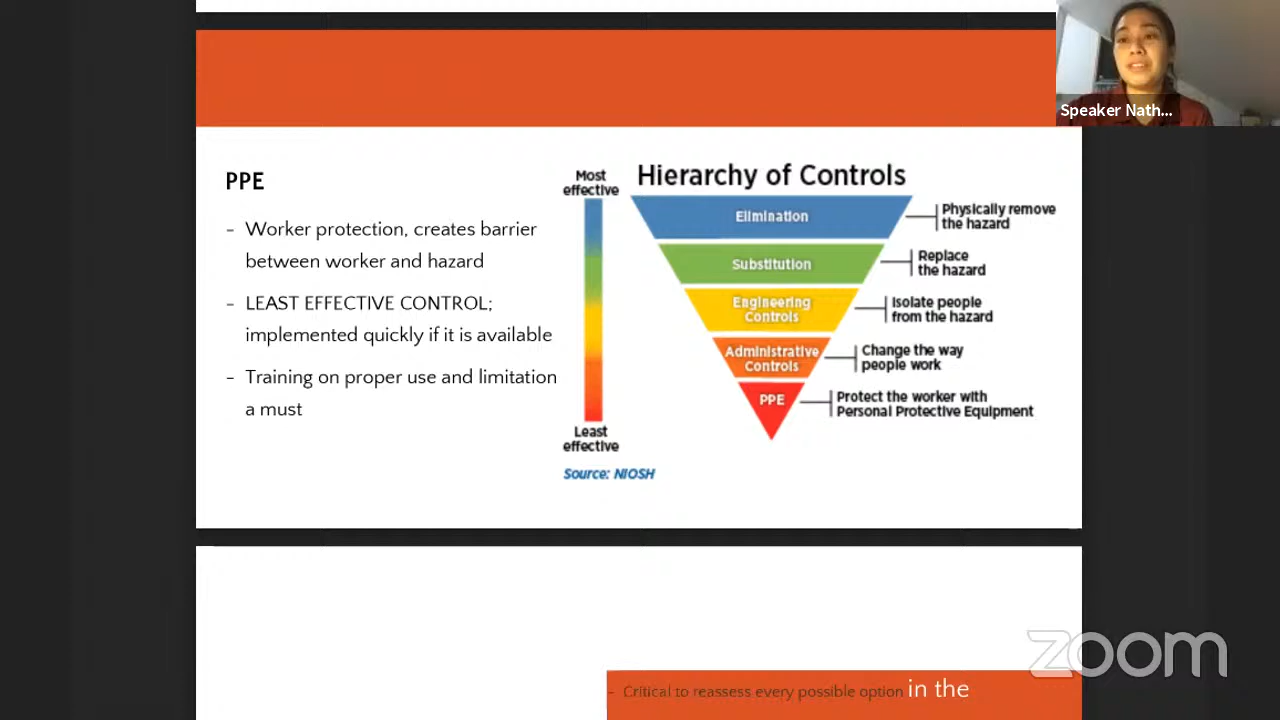 Speaker Nath...
PPE
- Worker protection, creates barrier
between worker and hazard
- LEAST EFFECTIVE CONTROL;
implemented quickly if it is available
- Training on proper use and limitation
a must
Hierarchy of Controls
Most
effective
Least
effective
Elimination
Physically remove
the hazard
Substitution
Replace
the hazard
Engineering
Controls
Isolate people
from the hazard
Administrative
Controls
Change the way
people work
PPE
Protect the worker with
Personal Protective Equipment
Source: NIOSH
- Critical to reassess every possible option in the
zoom